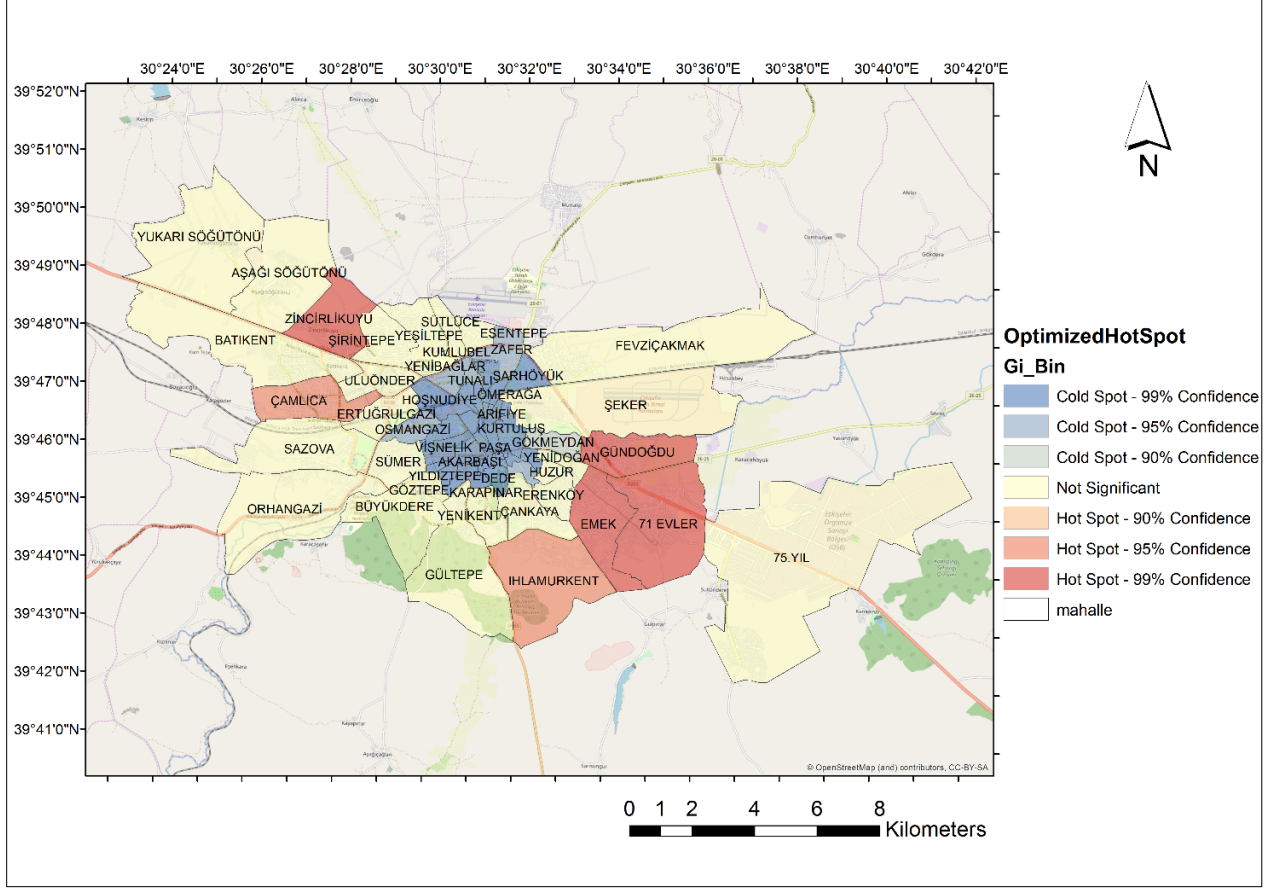 30°24'0"E 30°26'0"E 30°28'0"E 30°30'0"E 30°32'0"E 30°34'0"E 30°36'0"E 30°38'0"E 30°40'0"E 30°42'0"E
39°52'0"N
39°51'0"N
39°50'0"N
39°49'0"N
39°48'0"N
39°47'0"N
39°46'0"N
39°45'0"N
39°44'0"N
39°43'0"N
39°42'0"N
39°41'0"N
Keskin
YUKARI SÖĞÜTÖNÜ
AŞAĞI SÖĞÜTÖNÜ
ZİNCİRLİKUYU
SÜTLÜCE
BATIKENT
ŞİRİNTEPE
YEŞİLTEPE
ESENTEPE
KUMLUBEL
ZAFER
FEVZİÇAKMAK
YENİBAĞLAR
ULUÖNDER
TUNALI
SARHÖYÜK
ÇAMLICA
HOŞNUDİYE
ÖMERAĞA
ŞEKER
ERTUĞRULGAZİ
ARİFİYE
OSMANGAZİ
KURTULUŞ
SAZOVA
VİŞNELİK
PAŞA
GÖKMEYDAN
GÜNDOĞDU
SÜMER
AKARBAŞI
YENİDOĞAN
YILDIZTEPE
DEDE
HUZUR
GÖZTEPE
KARAPINAR
ERENKÖY
ORHANGAZİ
BÜYÜKDERE
YENİKENT
ÇANKAYA
EMEK
71 EVLER
75.YIL
GÜLTEPE
IHLAMURKENT
Eskişehir
Organize
Sanayi
Bölgesi
(OSB)
© OpenStreetMap (and) contributors, CC-BY-SA
N
OptimizedHotSpot
Gi_Bin
Cold Spot - 99% Confidence
Cold Spot - 95% Confidence
Cold Spot - 90% Confidence
Not Significant
Hot Spot - 90% Confidence
Hot Spot - 95% Confidence
Hot Spot - 99% Confidence
mahalle
0 1 2 4 6 8
Kilometers